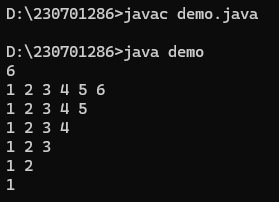 D:\230701286>javac demo.java
D:\230701286>java demo
6
1 2 3 4 5 6
1 2 3 4 5
1 2 3 4
1 2 3
1 2
1